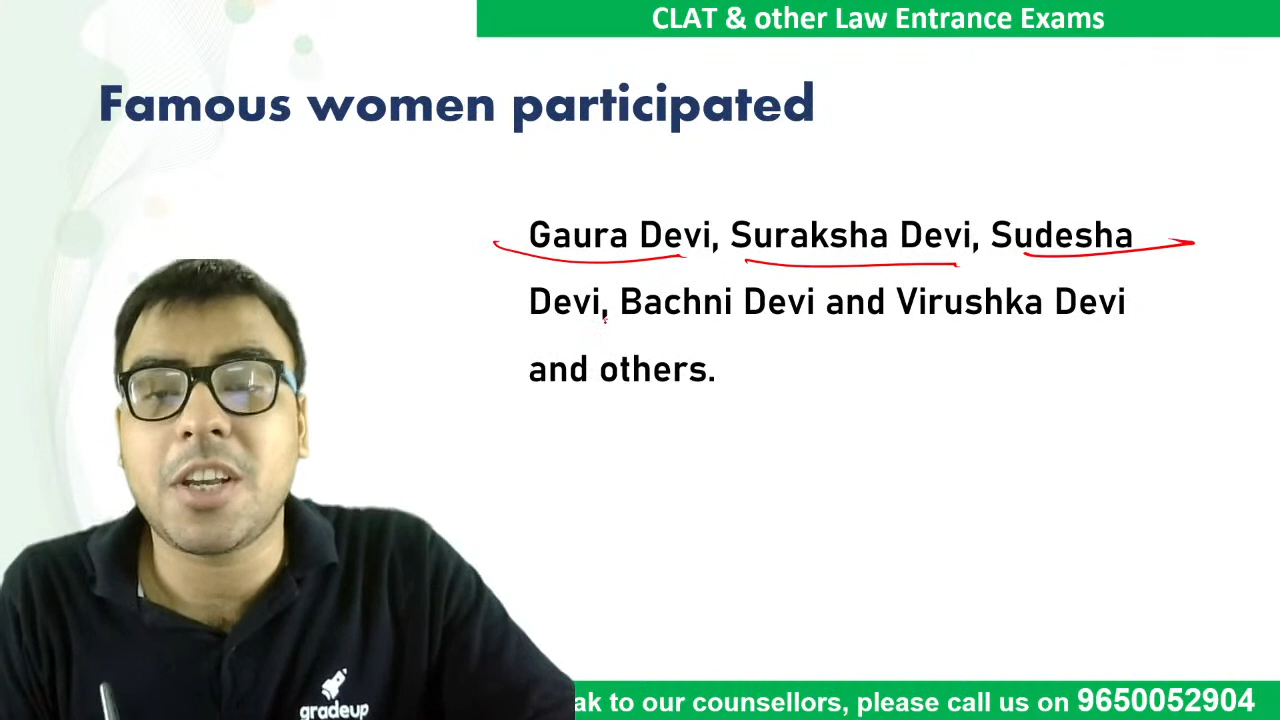 CLAT & other Law Entrance Exams
Famous women participated
Gaura Devi, Suraksha Devi, Sudesha
Devi, Bachni Devi and Virushka Devi
and others.
to our counsellors, please call us on 9650052904
gradeup